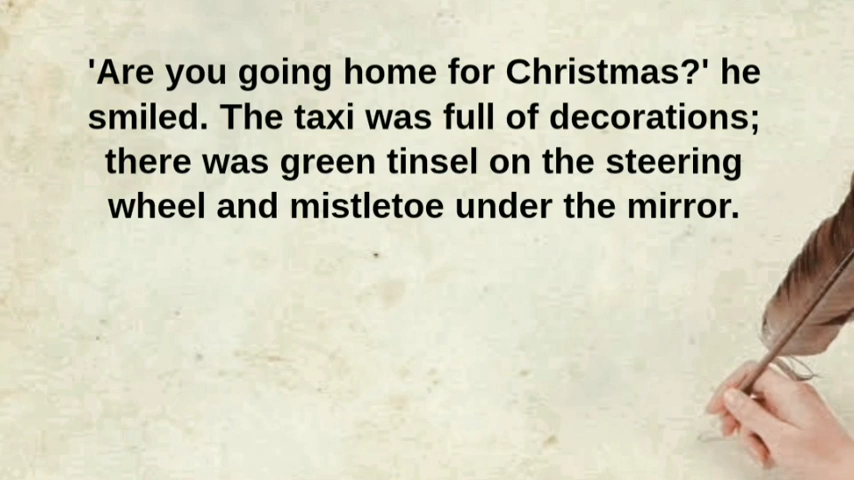 'Are you going home for Christmas?' he
smiled. The taxi was full of decorations;
there was green tinsel on the steering
wheel and mistletoe under the mirror.